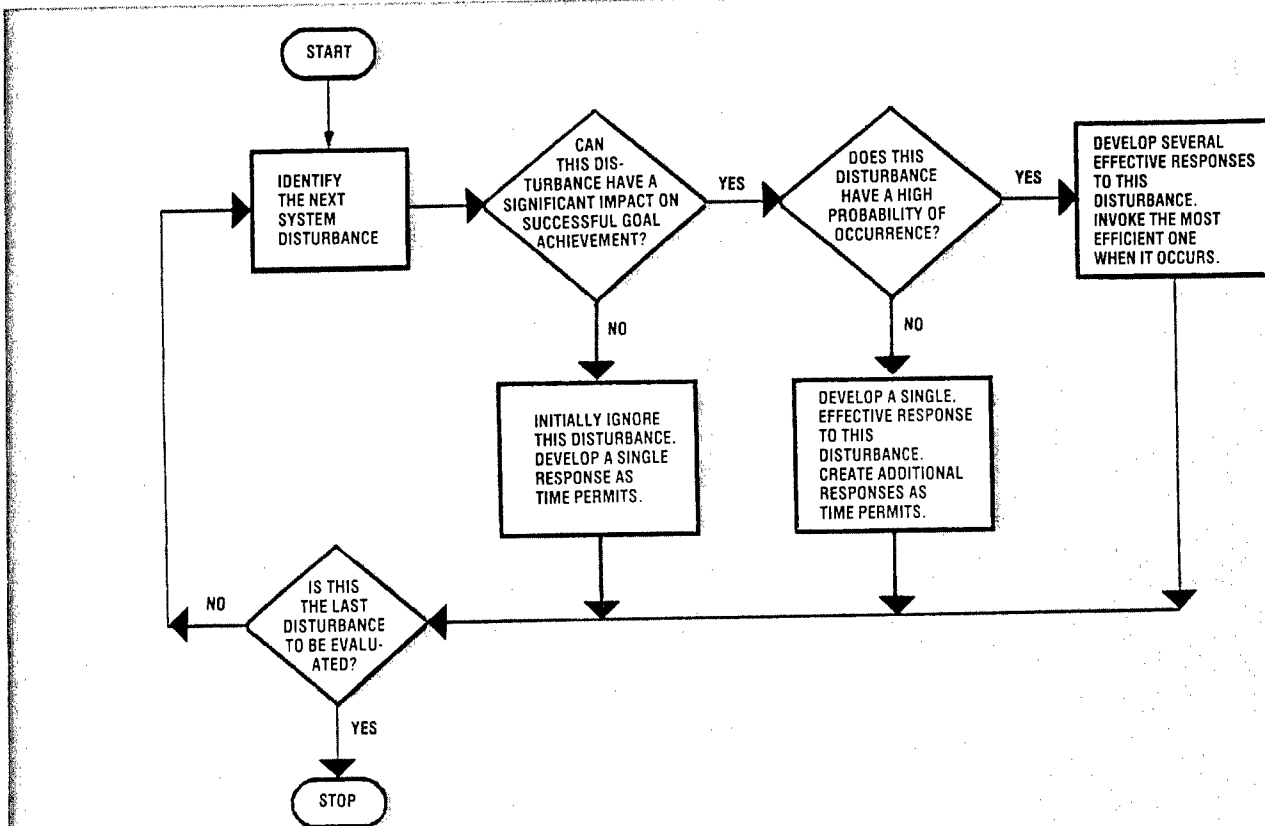 START
IDENTIFY
THE NEXT
SYSTEM
DISTURBANCE
CAN
THIS DIS-
TURBANCE HAVE A
SIGNIFICANT IMPACT ON
SUCCESSFUL GOAL
ACHIEVEMENT?
YES
DOES THIS
DISTURBANCE
HAVE A HIGH
PROBABILITY OF
OCCURRENCE?
YES
DEVELOP SEVERAL
EFFECTIVE RESPONSES
TO THIS
DISTURBANCE.
INVOKE THE MOST
EFFICIENT ONE
WHEN IT OCCURS.
NO
NO
INITIALLY IGNORE
THIS DISTURBANCE.
DEVELOP A SINGLE
RESPONSE AS
TIME PERMITS.
DEVELOP A SINGLE.
EFFECTIVE RESPONSE
TO THIS
DISTURBANCE.
CREATE ADDITIONAL
RESPONSES AS
TIME PERMITS.
NO
IS THIS
THE LAST
DISTURBANCE
TO BE EVALU-
ATED?
YES
STOP